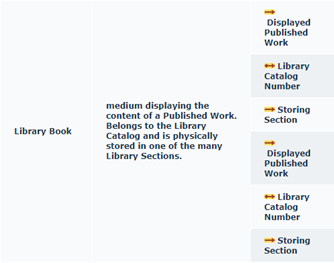 Library Book
medium displaying the
content of a Published Work.
Belongs to the Library
Catalog and is physically
stored in one of the many
Library Sections.
Displayed
Published
Work
Library
Catalog
Number
Storing
Section
Displayed
Published
Work
Library
Catalog
Number
Storing
Section